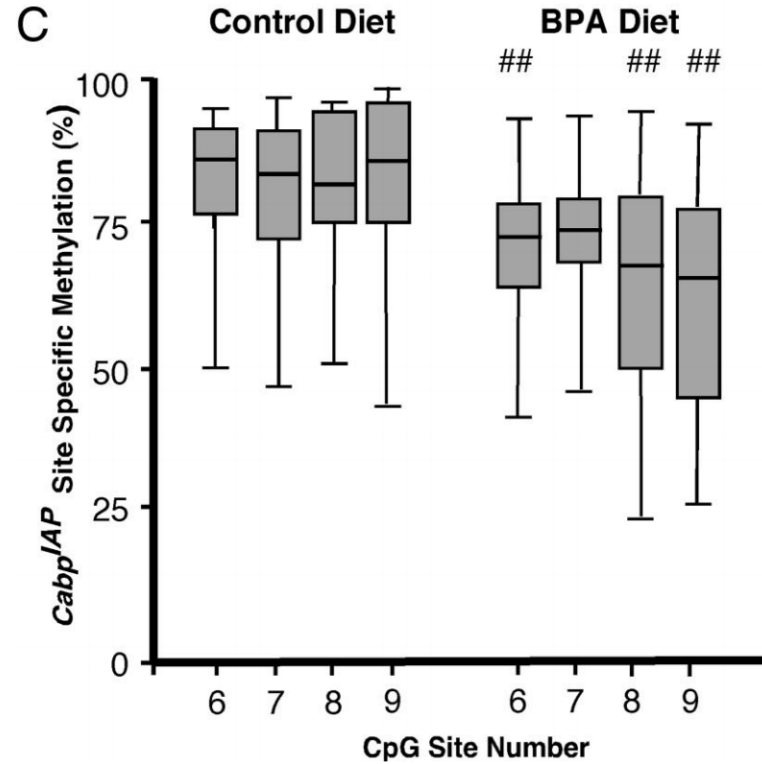 C
Control Diet
BPA Diet
## ## ##
Cabp^IAP Site Specific Methylation (%)
100
75
50
25
0
6 7 8 9 6 7 8 9
CpG Site Number